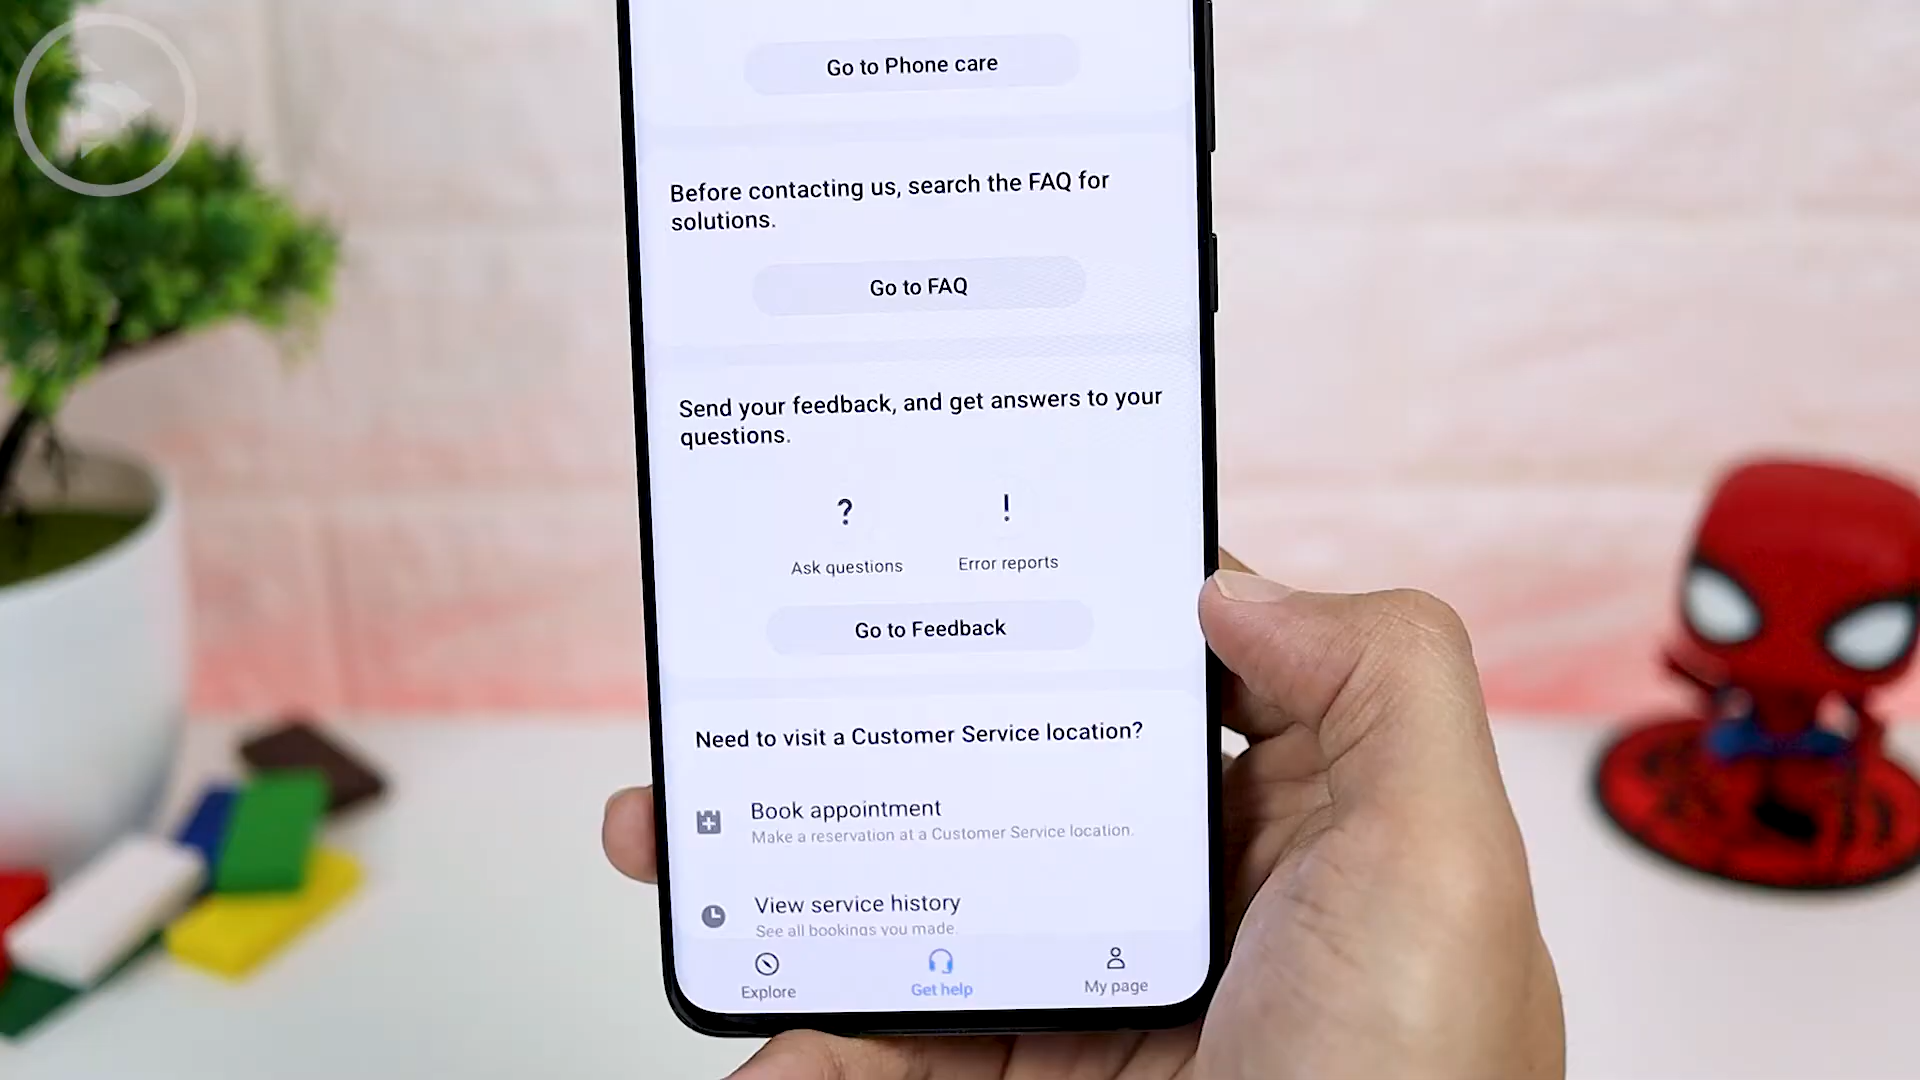 Go to Phone care
Before contacting us, search the FAQ for
solutions.
Go to FAQ
Send your feedback, and get answers to your
questions.
?
!
Ask questions
Error reports
Go to Feedback
Need to visit a Customer Service location?
Book appointment
Make a reservation at a Customer Service location.
View service history
See all bookings you made.
Explore
Get help
My page